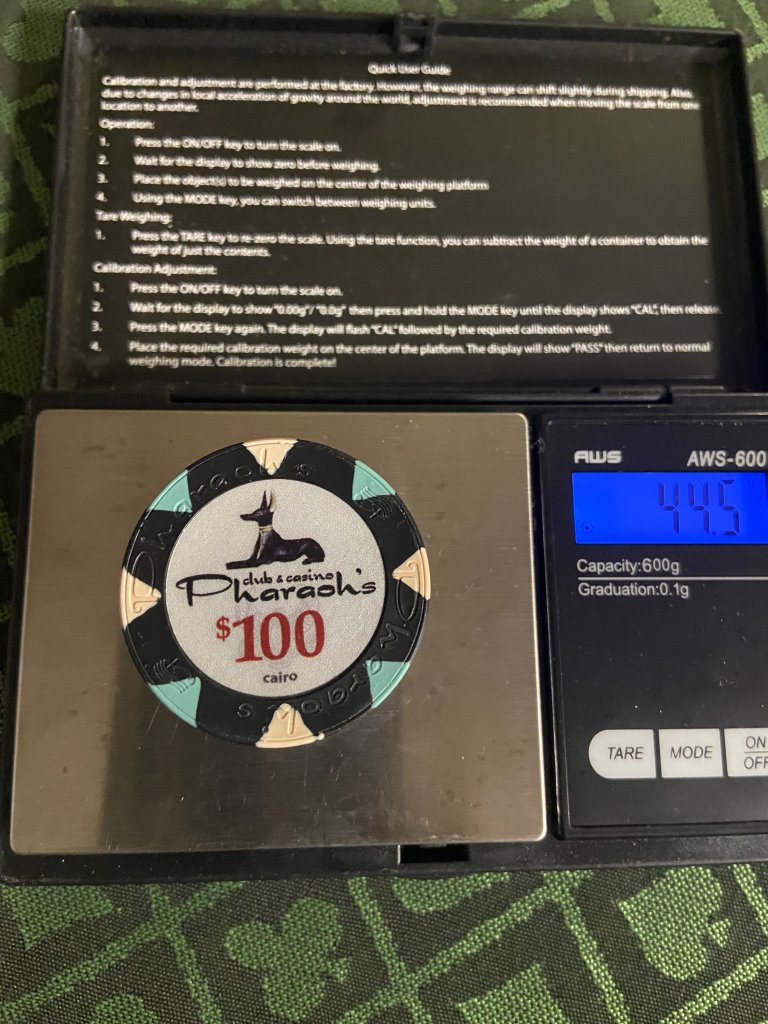 Quick User Guide
Calibration and adjustment are performed at the factory. However, the weighing range can shift slightly during shipping. Also,
due to changes in local acceleration of gravity around the world, adjustment is recommended when moving the scale from one
location to another.
Operation:
1. Press the ON/OFF key to turn the scale on.
2. Wait for the display to show zero before weighing.
3. Place the object(s) to be weighed on the center of the weighing platform
4. Using the MODE key, you can switch between weighing units.
Tare Weighing:
1. Press the TARE key to re-zero the scale. Using the tare function, you can subtract the weight of a container to obtain the
weight of just the contents.
Calibration Adjustment:
1. Press the ON/OFF key to turn the scale on.
2. Wait for the display to show "0.00g"/ "0.0g" then press and hold the MODE key until the display shows "CAL", then release
3. Press the MODE key again. The display will flash "CAL" followed by the required calibration weight.
4. Place the required calibration weight on the center of the platform. The display will show "PASS" then return to normal
weighing mode. Calibration is complete!
AWS AWS-600
44.5
Capacity:600g
Graduation:0.1g
TARE MODE ON
OFF
Pharaoh's
club & casino
Pharaoh's
$100
cairo
Pharaoh's
Pharaoh's